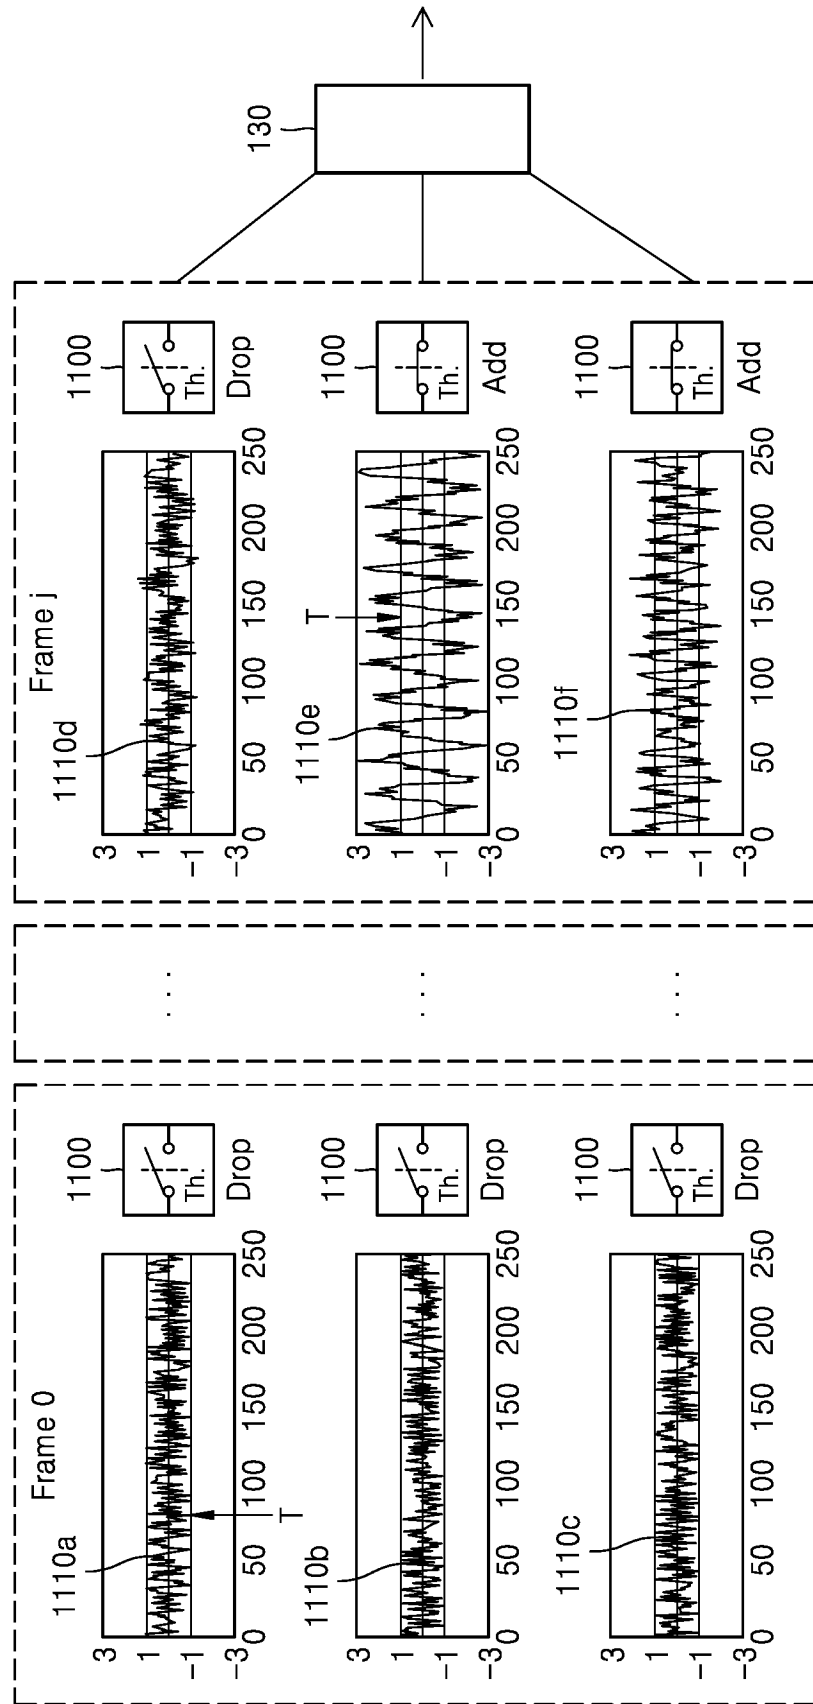 Frame 0
1110a
3
1
−1
−3
0
50
100
150
200
250
T
1100
Th.
Drop
1110b
3
1
−1
−3
0
50
100
150
200
250
1100
Th.
Drop
1110c
3
1
−1
−3
0
50
100
150
200
250
1100
Th.
Drop
. . .
. . .
. . .
Frame j
1110d
3
1
−1
−3
0
50
100
150
200
250
1100
Th.
Drop
1110e
T
3
1
−1
−3
0
50
100
150
200
250
1100
Th.
Add
1110f
3
1
−1
−3
0
50
100
150
200
250
1100
Th.
Add
130